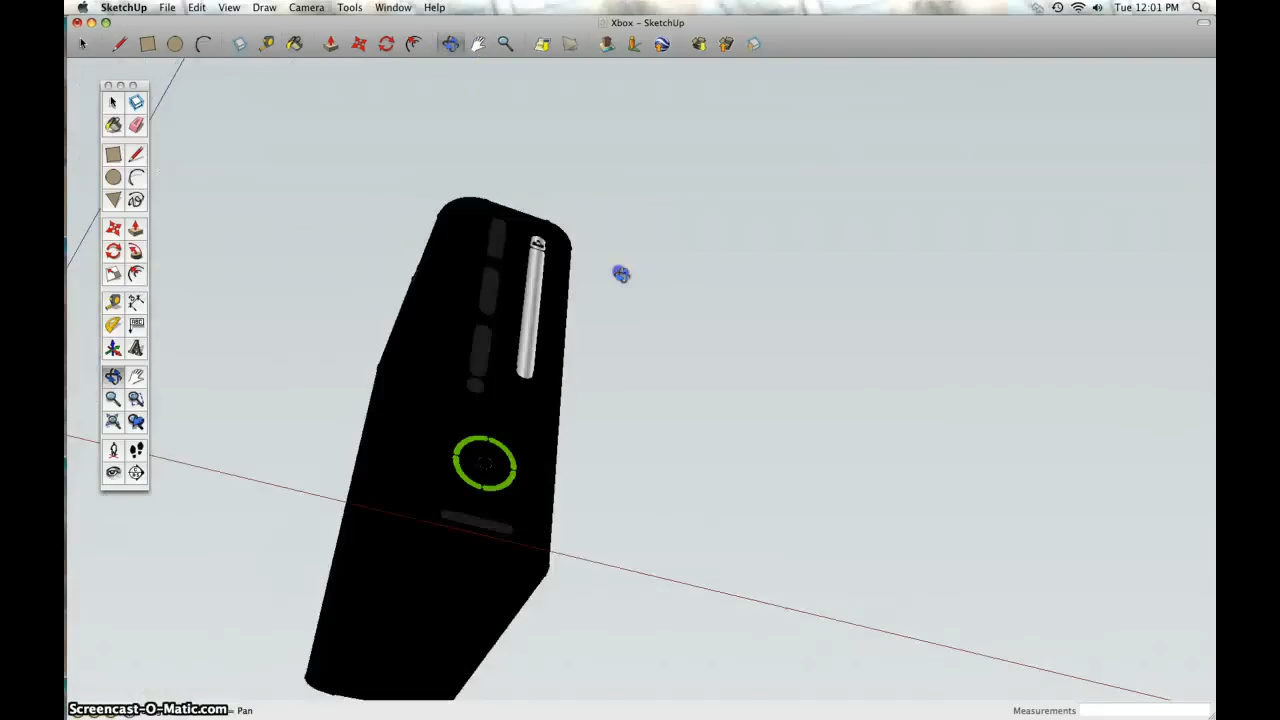 SketchUp File Edit View Draw Camera Tools Window Help Tue 12:01 PM
Xbox – SketchUp
Screencast-O-Matic.com = Pan Measurements